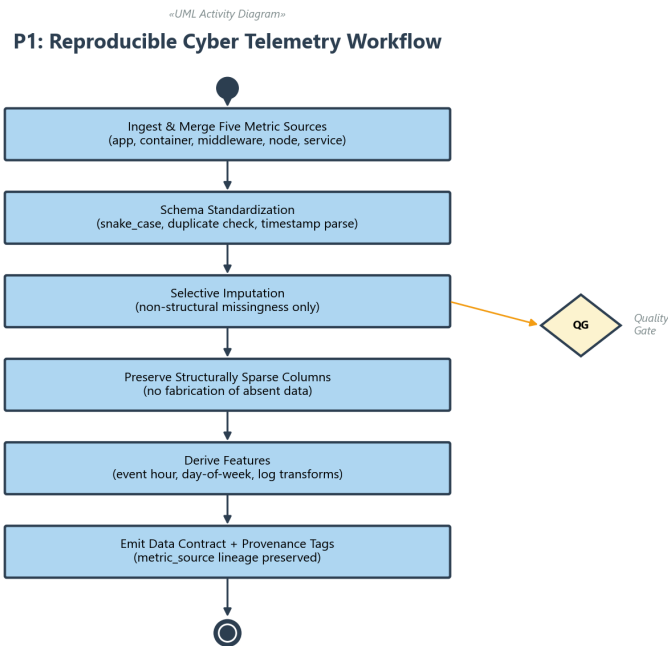 «UML Activity Diagram»
P1: Reproducible Cyber Telemetry Workflow
Ingest & Merge Five Metric Sources
(app, container, middleware, node, service)
Schema Standardization
(snake_case, duplicate check, timestamp parse)
Selective Imputation
(non-structural missingness only)
QG
Quality
Gate
Preserve Structurally Sparse Columns
(no fabrication of absent data)
Derive Features
(event hour, day-of-week, log transforms)
Emit Data Contract + Provenance Tags
(metric_source lineage preserved)